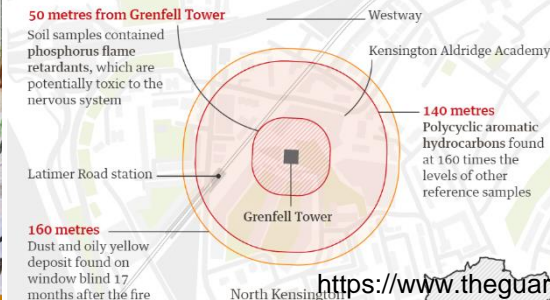 50 metres from Grenfell Tower
Soil samples contained
phosphorus flame
retardants, which are
potentially toxic to the
nervous system
Westway
Kensington Aldridge Academy
140 metres
Polycyclic aromatic
hydrocarbons found
at 160 times the
levels of other
reference samples
Latimer Road station
Grenfell Tower
160 metres
Dust and oily yellow
deposit found on
window blind 17
months after the fire
North Kensington
https://www.theguar